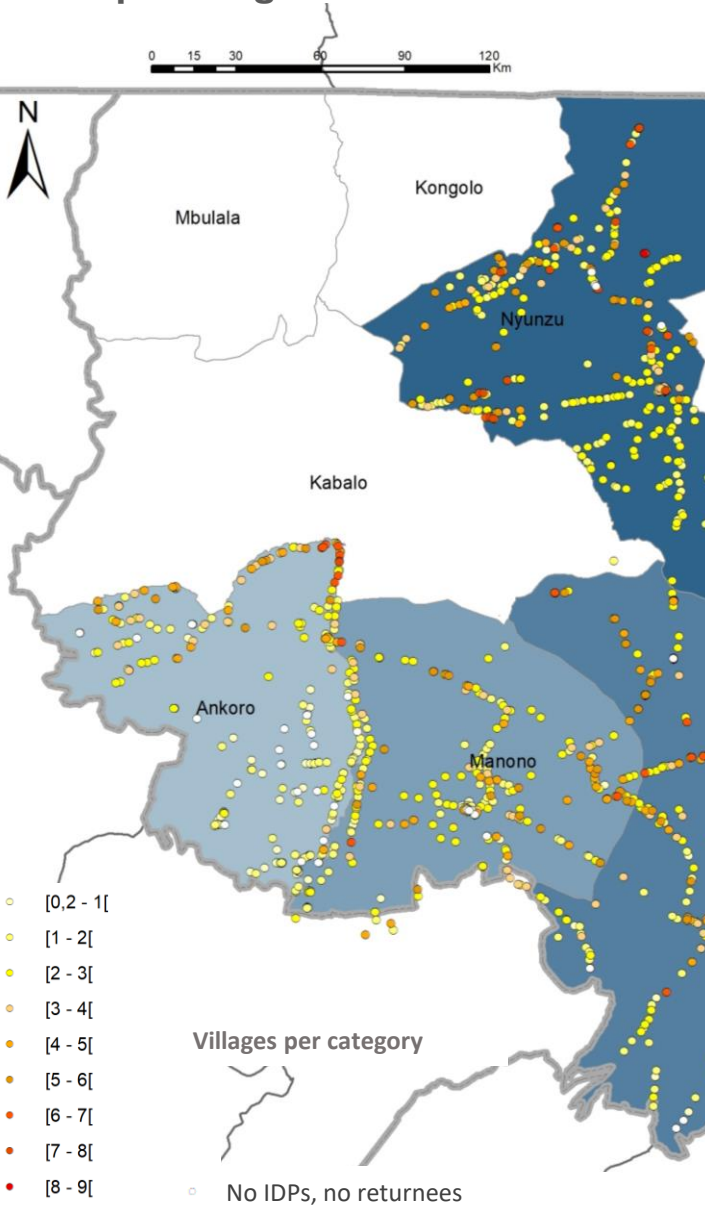 0 15 30 60 90 120
Km
N
Kongolo
Mbulala
Nyunzu
Kabalo
Ankoro
Manono
[0,2 - 1[
[1 - 2[
[2 - 3[
[3 - 4[
[4 - 5[
Villages per category
[5 - 6[
[6 - 7[
[7 - 8[
[8 - 9[
No IDPs, no returnees